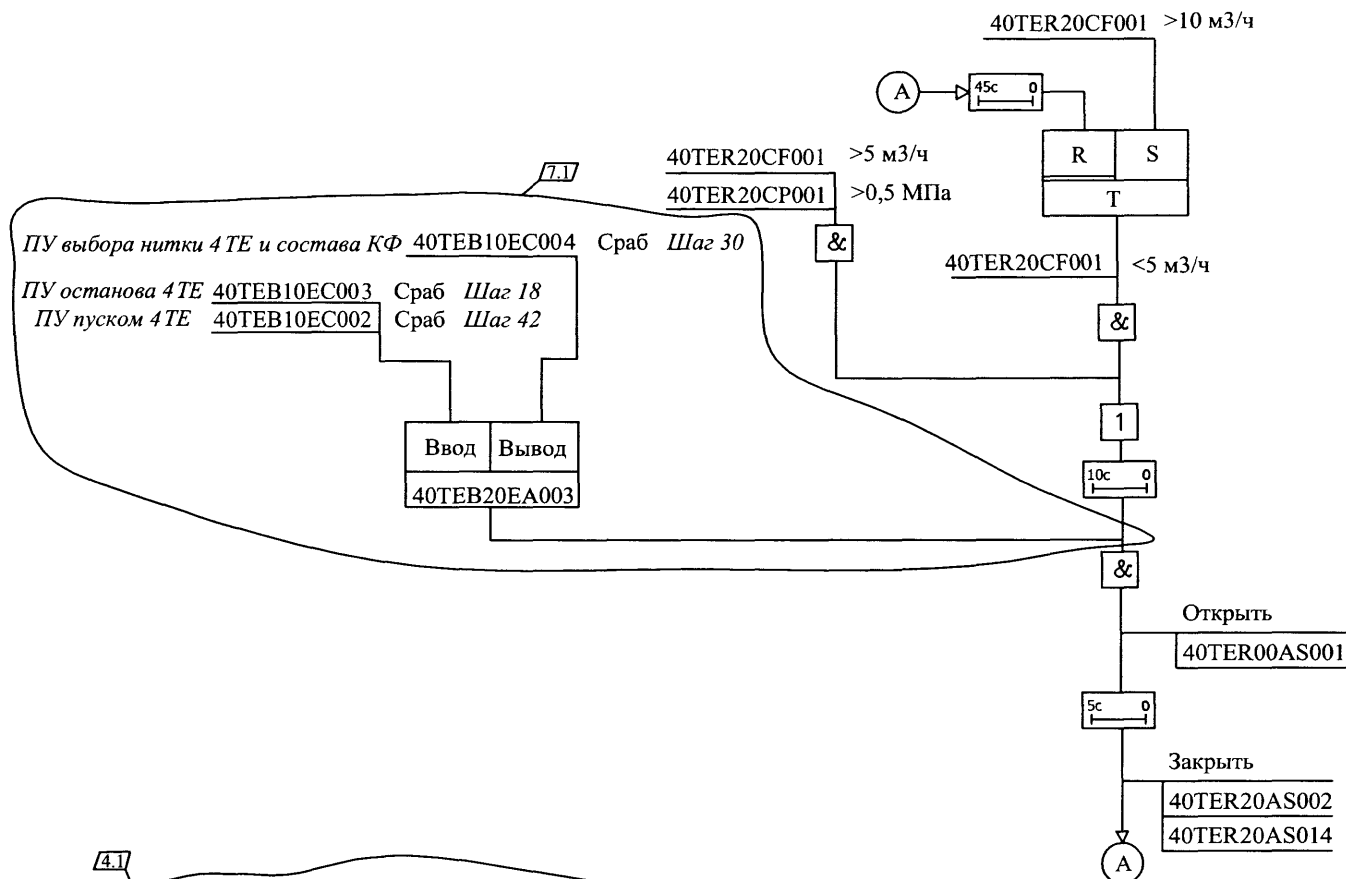 40TER20CF001 >10 м3/ч
A
45с 0
R S
T
7.1
40TER20CF001 >5 м3/ч
40TER20CP001 >0,5 МПа
&
ПУ выбора нитки 4 ТЕ и состава КФ 40TEB10EC004 Сраб Шаг 30
40TER20CF001 <5 м3/ч
ПУ останова 4 ТЕ 40TEB10EC003 Сраб Шаг 18
ПУ пуском 4 ТЕ 40TEB10EC002 Сраб Шаг 42
&
1
Ввод Вывод
10с 0
40TEB20EA003
&
Открыть
40TER00AS001
5с 0
Закрыть
40TER20AS002
40TER20AS014
A
4.1